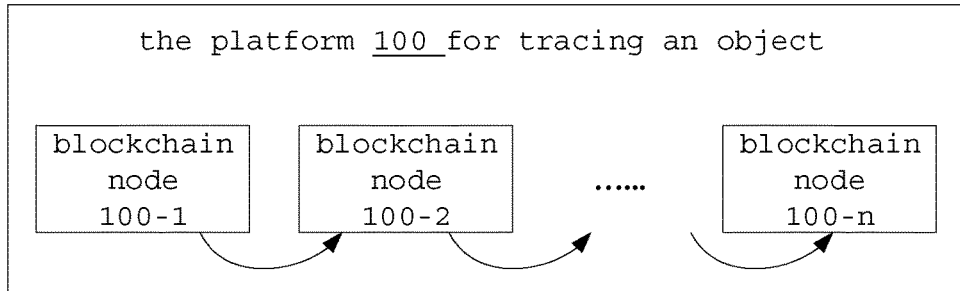 the platform 100 for tracing an object
blockchain node 100-1
blockchain node 100-2
......
blockchain node 100-n